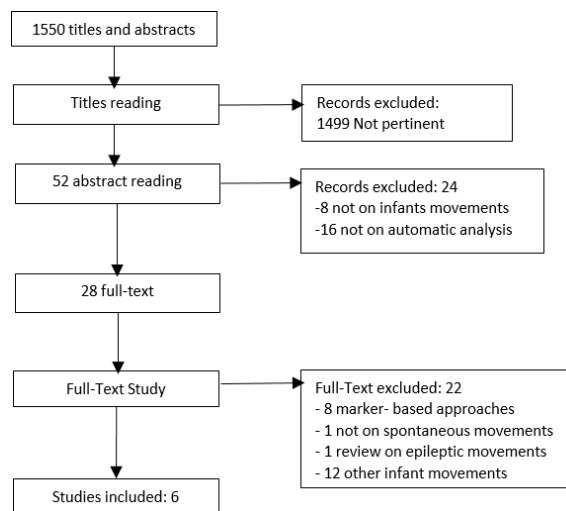 1550 titles and abstracts
Titles reading
Records excluded:
1499 Not pertinent
52 abstract reading
Records excluded: 24
-8 not on infants movements
-16 not on automatic analysis
28 full-text
Full-Text Study
Full-Text excluded: 22
- 8 marker- based approaches
- 1 not on spontaneous movements
- 1 review on epileptic movements
- 12 other infant movements
Studies included: 6